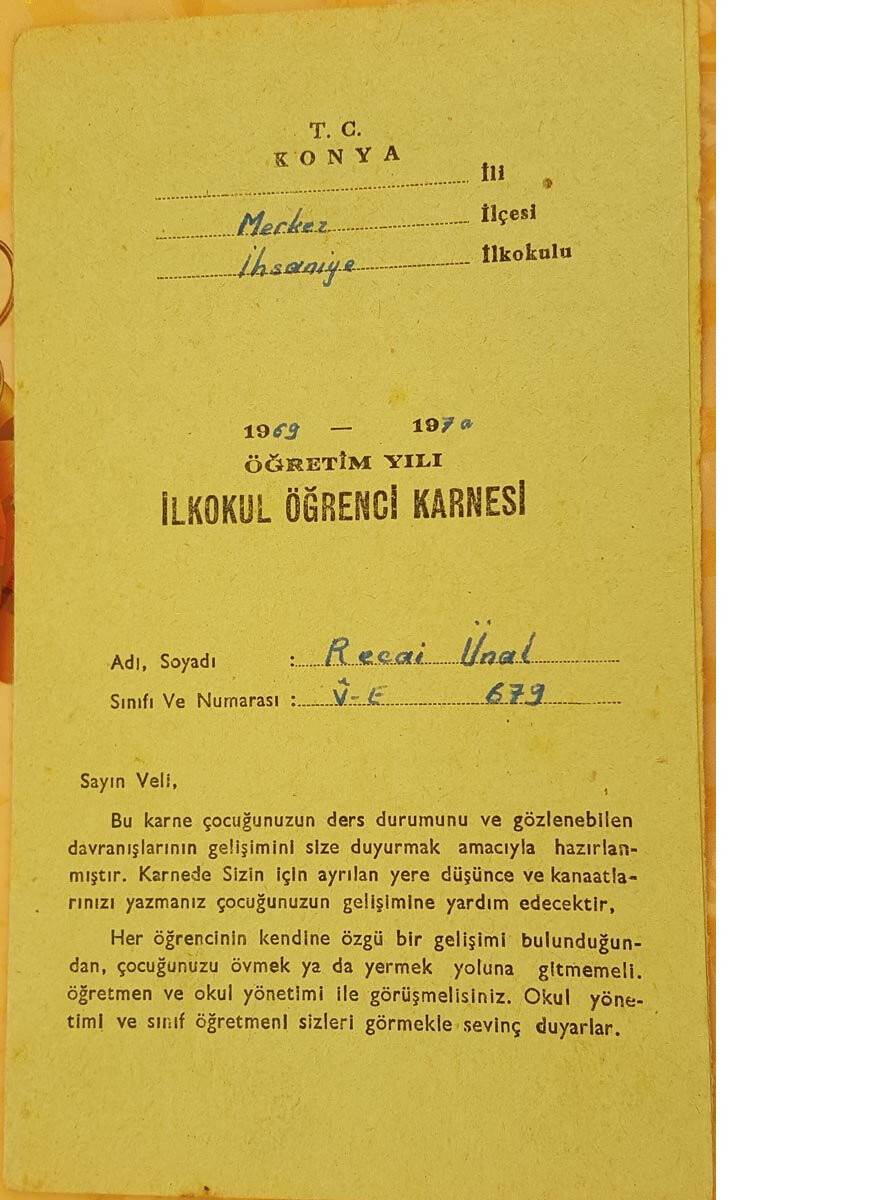 T. C.
KONYA
İli
Merkez İlçesi
İhsaniye İlkokulu
1969 — 1970
ÖĞRETİM YILI
İLKOKUL ÖĞRENCİ KARNESİ
Adı, Soyadı : Recai Ünal
Sınıfı Ve Numarası : V-E 679
Sayın Veli,
Bu karne çocuğunuzun ders durumunu ve gözlenebilen
davranışlarının gelişimini size duyurmak amacıyla hazırlan-
mıştır. Karnede Sizin için ayrılan yere düşünce ve kanaatla-
rınızı yazmanız çocuğunuzun gelişimine yardım edecektir,
Her öğrencinin kendine özgü bir gelişimi bulunduğun-
dan, çocuğunuzu övmek ya da yermek yoluna gitmemeli.
öğretmen ve okul yönetimi ile görüşmelisiniz. Okul yöne-
timi ve sınıf öğretmeni sizleri görmekle sevinç duyarlar.